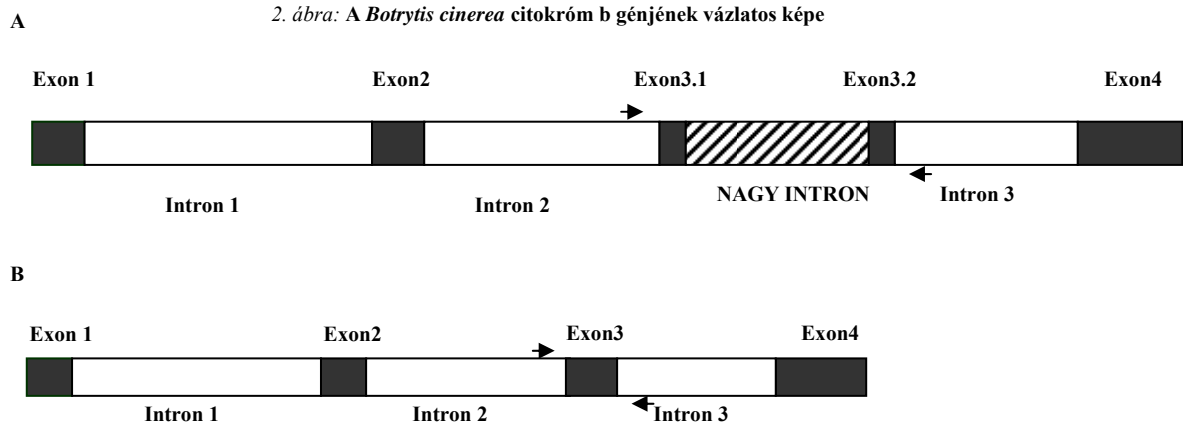 2. ábra: A Botrytis cinerea citokróm b génjének vázlatos képe
A
Exon 1 Exon2 Exon3.1 Exon3.2 Exon4
Intron 1 Intron 2 NAGY INTRON Intron 3
B
Exon 1 Exon2 Exon3 Exon4
Intron 1 Intron 2 Intron 3